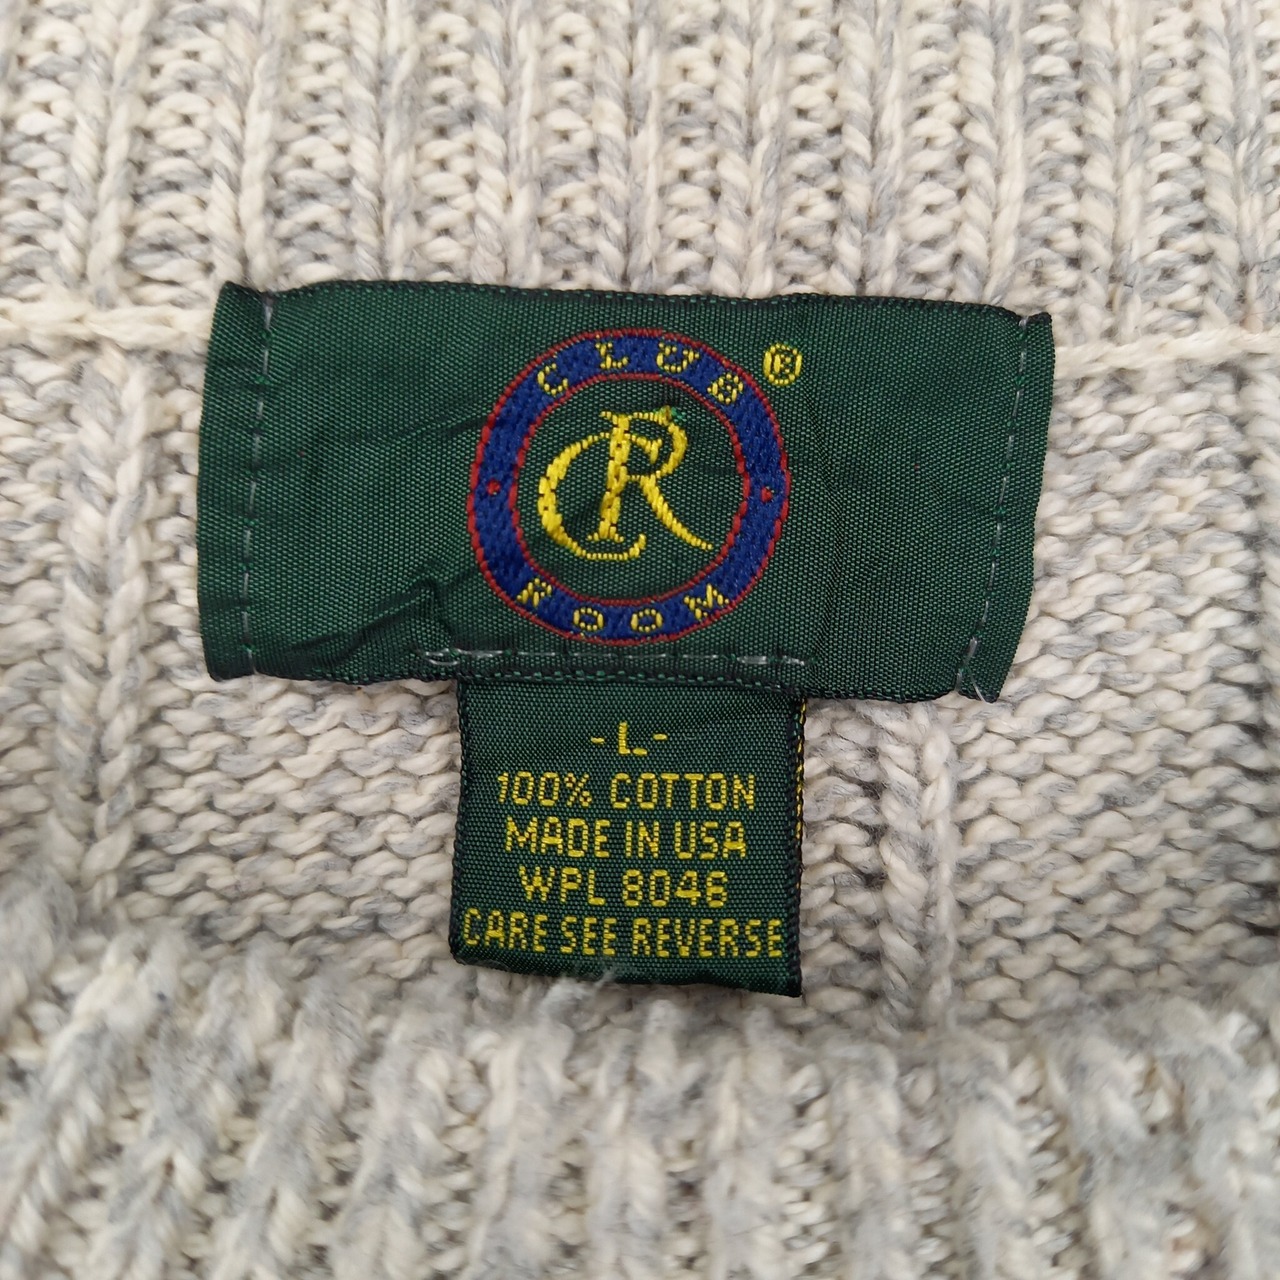 CLUB ®
CR
ROOM
- L -
100% COTTON
MADE IN USA
WPL 8046
CARE SEE REVERSE